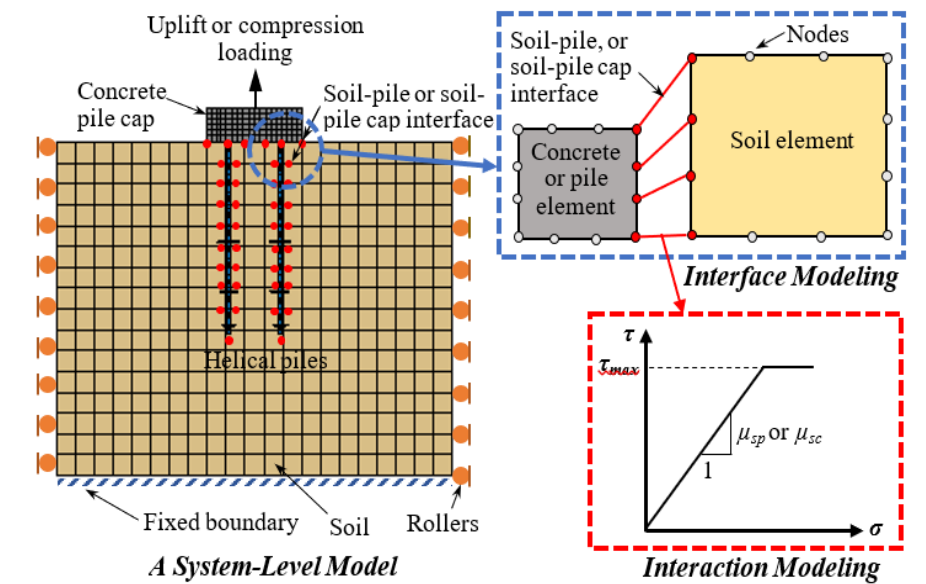 Uplift or compression
loading
Concrete
pile cap
Soil-pile or soil-
pile cap interface
Helical piles
Fixed boundary
Soil
Rollers
A System-Level Model
Soil-pile, or
soil-pile cap
interface
Nodes
Concrete
or pile
element
Soil element
Interface Modeling
τ
τmax
μsp or μsc
1
σ
Interaction Modeling